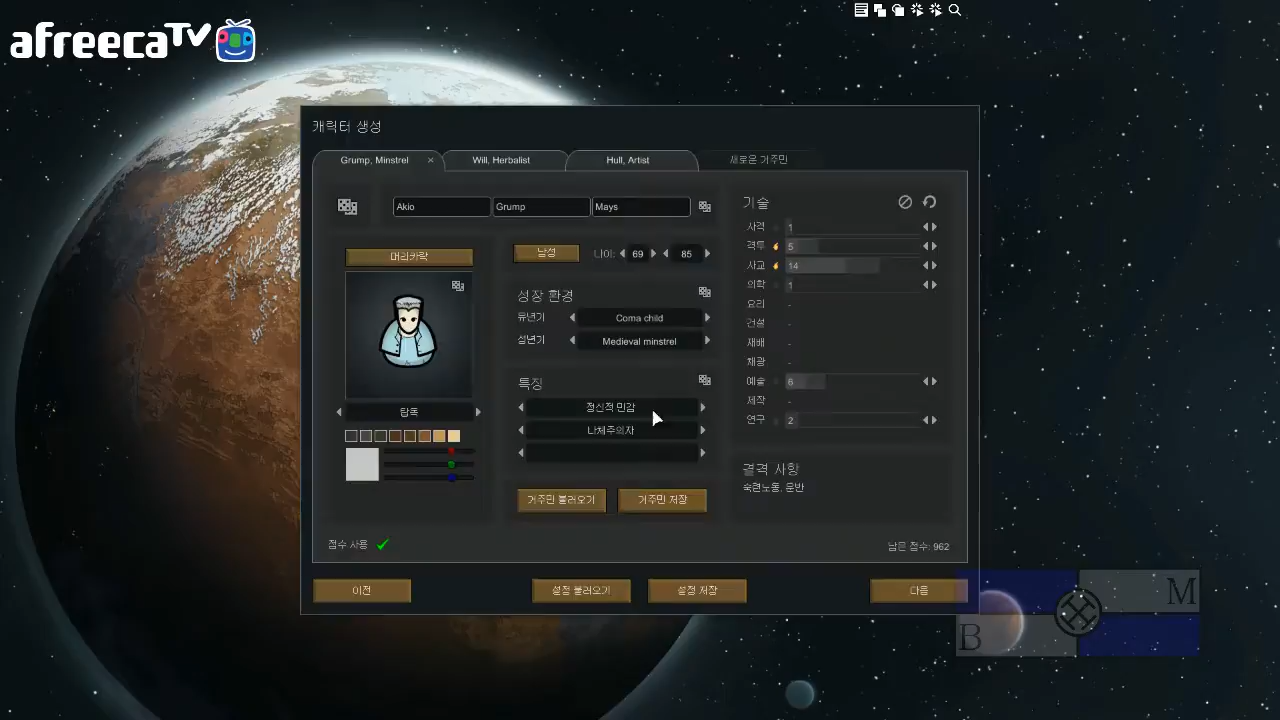 afreecaTV
캐릭터 생성
Grump, Minstrel
Will, Herbalist
Hull, Artist
새로운 거주민
Akio
Grump
Mays
머리카락
남성
나이: 69 85
성장 환경
유년기 Coma child
성년기 Medieval minstrel
탐독
특징
정신적 민감
나체주의자
거주민 불러오기
거주민 저장
기술
사격 1
격투 5
사교 14
의학 1
요리 -
건설 -
재배 -
채광 -
예술 6
제작 -
연구 2
결격 사항
숙련노동, 운반
점수 사용
남은 점수: 962
이전
설정 불러오기
설정 저장
다음
M
B